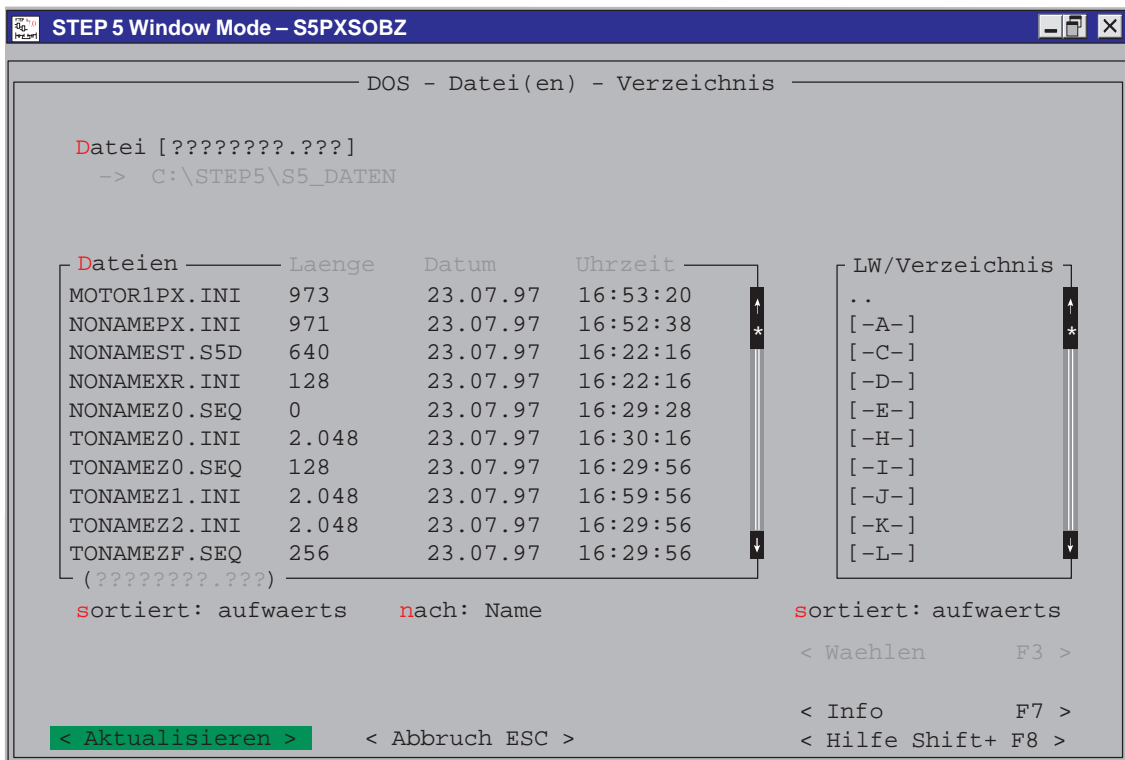 STEP 5 Window Mode – S5PXSOBZ
DOS - Datei(en) - Verzeichnis
Datei [????????.???]
-> C:\STEP5\S5_DATEN
Dateien Laenge Datum Uhrzeit LW/Verzeichnis
MOTOR1PX.INI 973 23.07.97 16:53:20 ..
NONAMEPX.INI 971 23.07.97 16:52:38 * [-A-] *
NONAMEST.S5D 640 23.07.97 16:22:16 [-C-]
NONAMEXR.INI 128 23.07.97 16:22:16 [-D-]
NONAMEZ0.SEQ 0 23.07.97 16:29:28 [-E-]
TONAMEZ0.INI 2.048 23.07.97 16:30:16 [-H-]
TONAMEZ0.SEQ 128 23.07.97 16:29:56 [-I-]
TONAMEZ1.INI 2.048 23.07.97 16:59:56 [-J-]
TONAMEZ2.INI 2.048 23.07.97 16:29:56 [-K-]
TONAMEZF.SEQ 256 23.07.97 16:29:56 [-L-]
(????????.???)
sortiert: aufwaerts nach: Name sortiert: aufwaerts
< Waehlen F3 >
< Info F7 >
< Aktualisieren > < Abbruch ESC > < Hilfe Shift+ F8 >